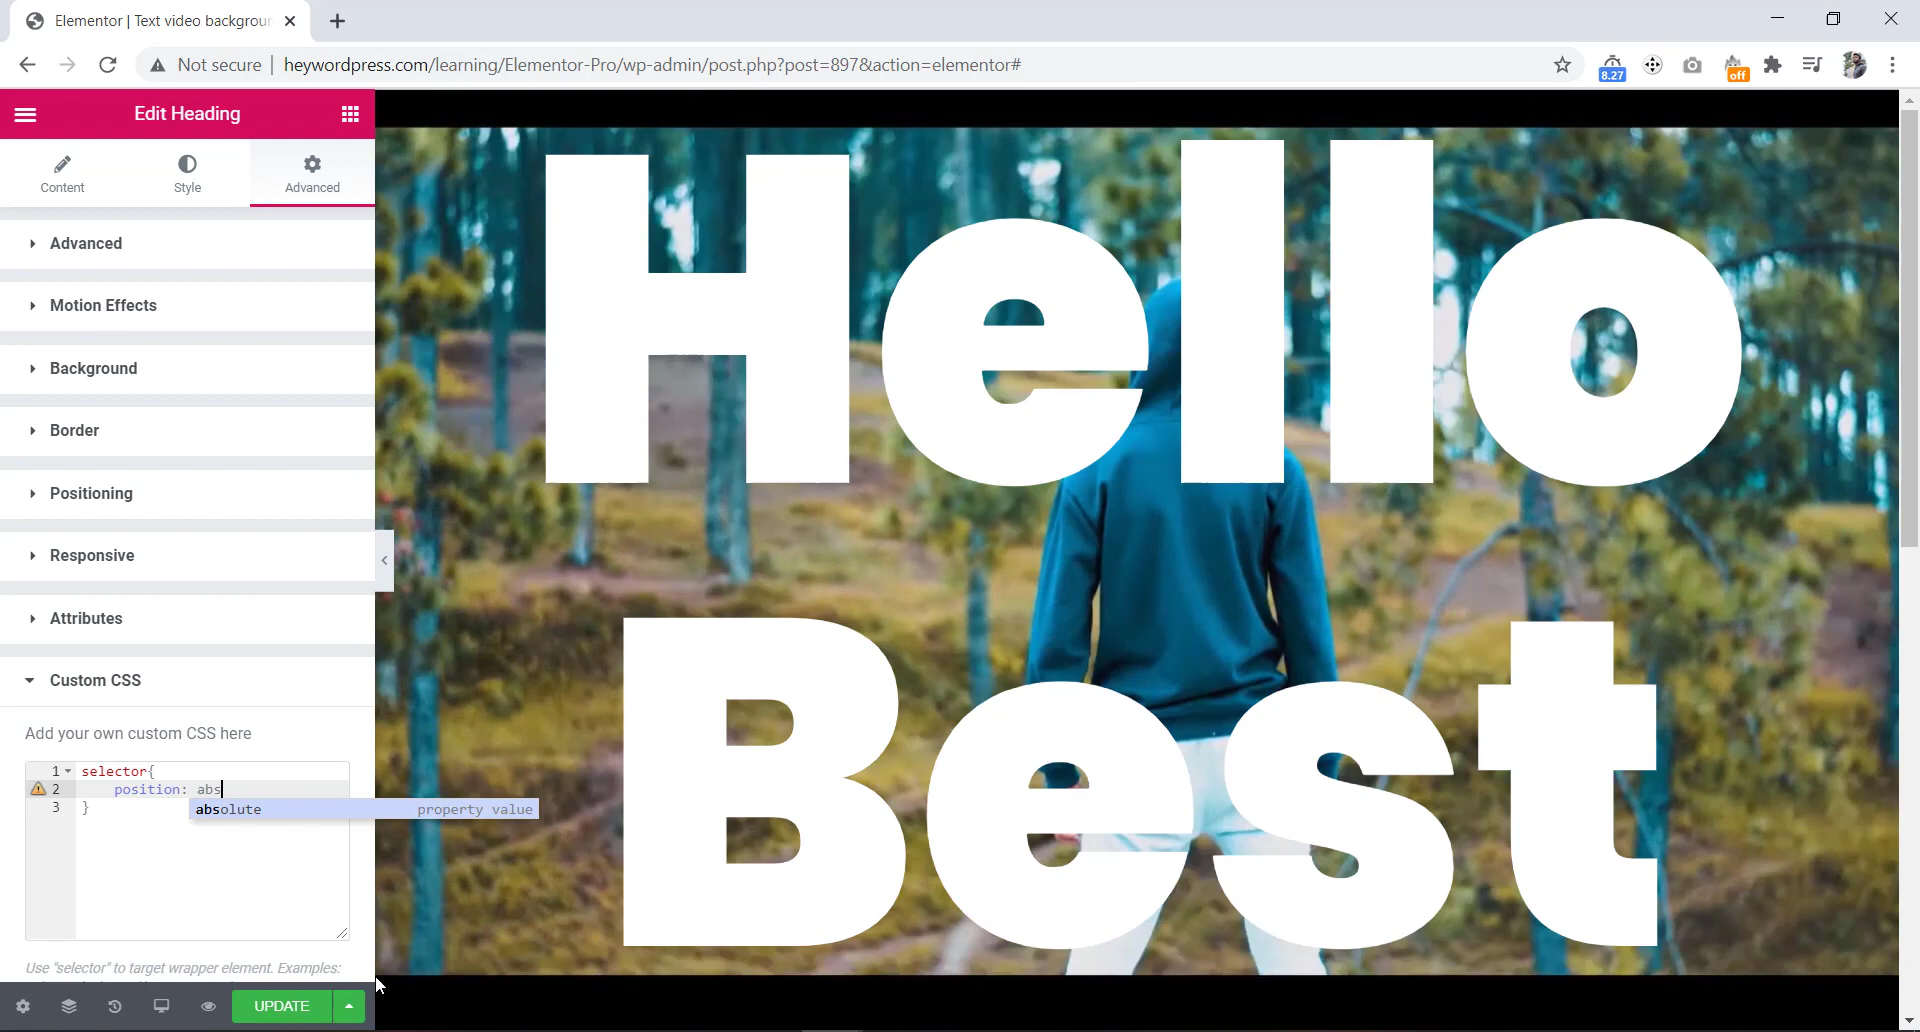 Elementor | Text video backgroun
Not secure | heywordpress.com/learning/Elementor-Pro/wp-admin/post.php?post=897&action=elementor#
8.27
off
Edit Heading
Content
Style
Advanced
Advanced
Motion Effects
Background
Border
Positioning
Responsive
Attributes
Custom CSS
Add your own custom CSS here
1 selector{
2 position: abs
absolute property value
3 }
Use "selector" to target wrapper element. Examples:
UPDATE
Hello
Best